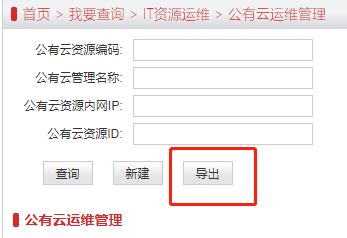 首页 > 我要查询 > IT资源运维 > 公有云运维管理
公有云资源编码:
公有云管理名称:
公有云资源内网IP:
公有云资源ID:
查询 新建 导出
公有云运维管理